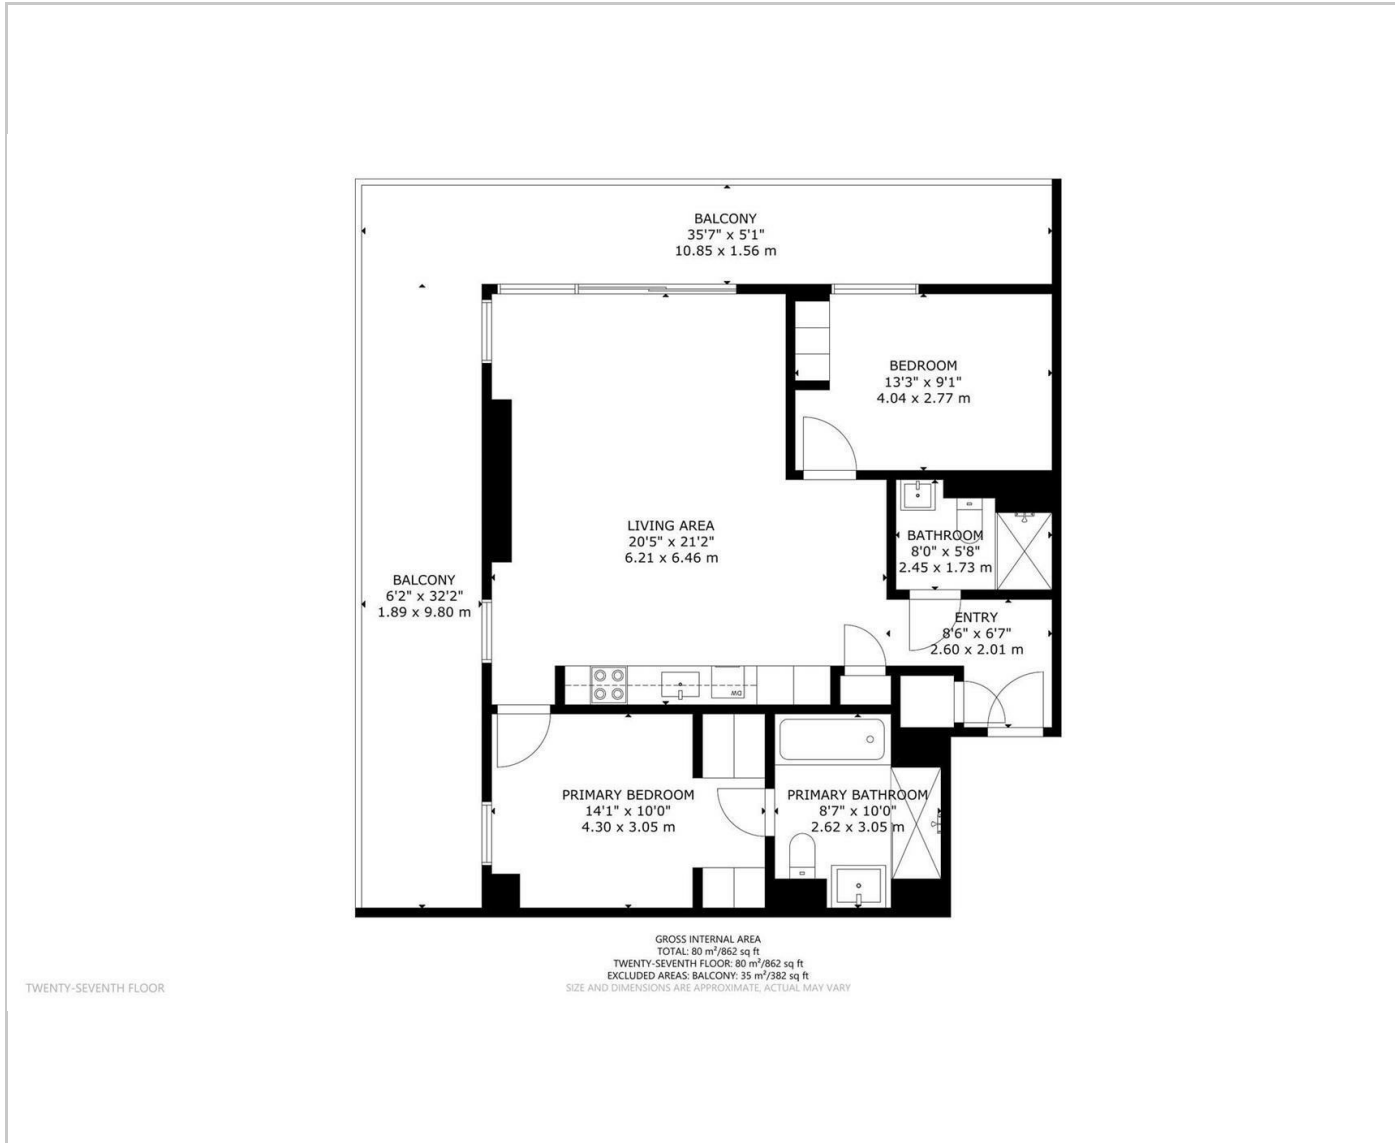 BALCONY
35'7" x 5'1"
10.85 x 1.56 m
BEDROOM
13'3" x 9'1"
4.04 x 2.77 m
LIVING AREA
20'5" x 21'2"
6.21 x 6.46 m
BATHROOM
8'0" x 5'8"
2.45 x 1.73 m
BALCONY
6'2" x 32'2"
1.89 x 9.80 m
ENTRY
8'6" x 6'7"
2.60 x 2.01 m
DW
PRIMARY BEDROOM
14'1" x 10'0"
4.30 x 3.05 m
PRIMARY BATHROOM
8'7" x 10'0"
2.62 x 3.05 m
GROSS INTERNAL AREA
TOTAL: 80 m²/862 sq ft
TWENTY-SEVENTH FLOOR: 80 m²/862 sq ft
EXCLUDED AREAS: BALCONY: 35 m²/382 sq ft
SIZE AND DIMENSIONS ARE APPROXIMATE, ACTUAL MAY VARY
TWENTY-SEVENTH FLOOR